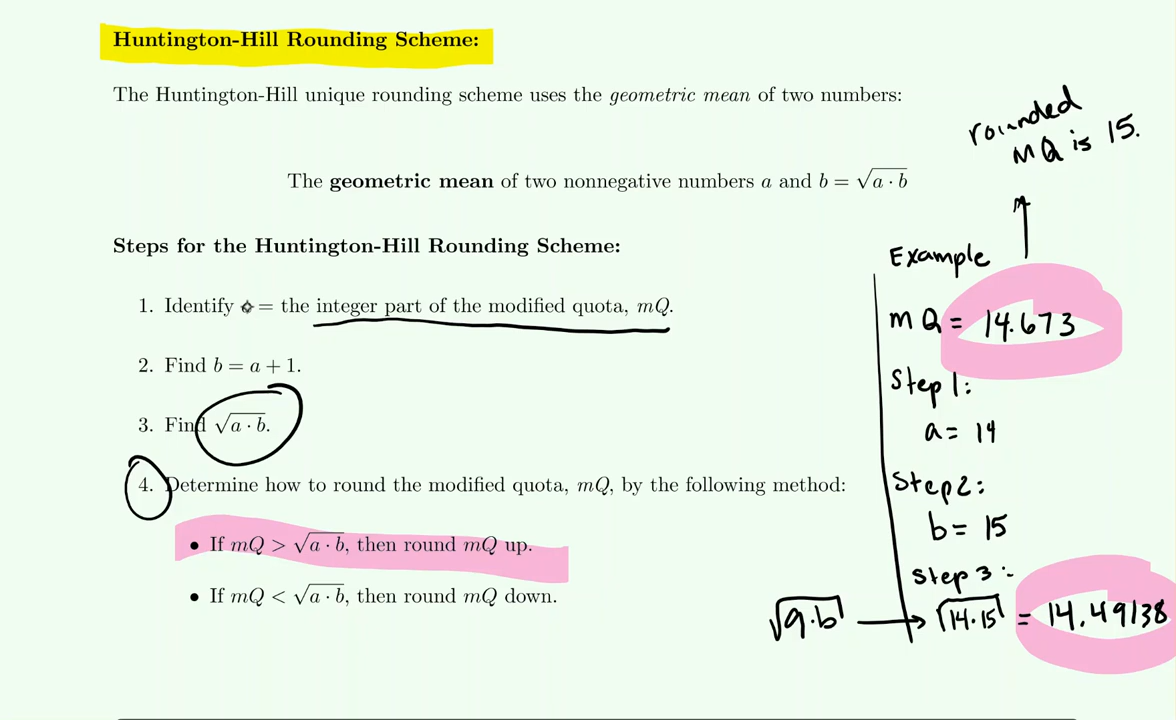 Huntington-Hill Rounding Scheme:
The Huntington-Hill unique rounding scheme uses the geometric mean of two numbers:
The geometric mean of two nonnegative numbers a and b = √a · b
Steps for the Huntington-Hill Rounding Scheme:
1. Identify = the integer part of the modified quota, mQ.
2. Find b = a + 1.
3. Find √a · b.
4. Determine how to round the modified quota, mQ, by the following method:
• If mQ > √a · b, then round mQ up.
• If mQ < √a · b, then round mQ down.
rounded
MQ is 15.
Example
mQ = 14.673
Step 1:
a = 14
Step 2:
b = 15
Step 3:
√a·b → √14·15 = 14.49138